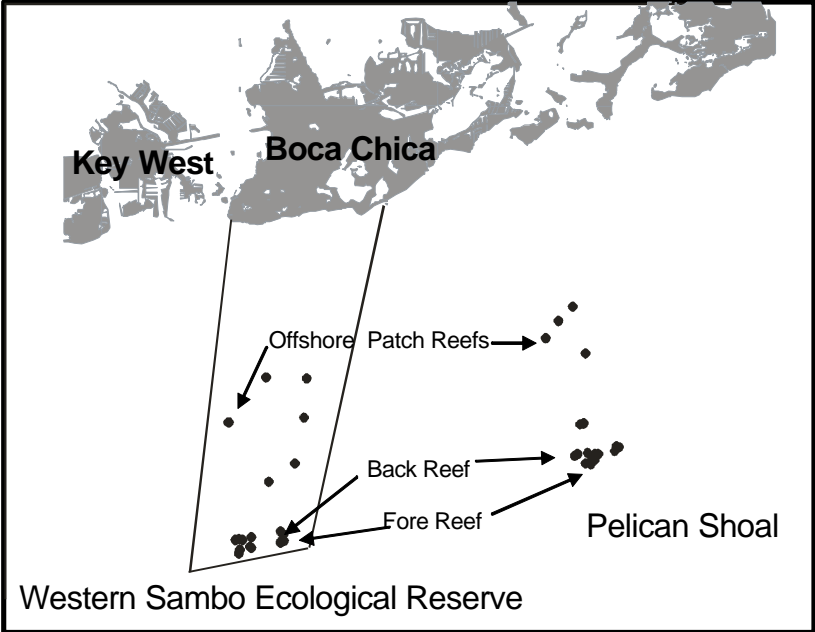 Key West
Boca Chica
Offshore Patch Reefs
Back Reef
Fore Reef
Pelican Shoal
Western Sambo Ecological Reserve